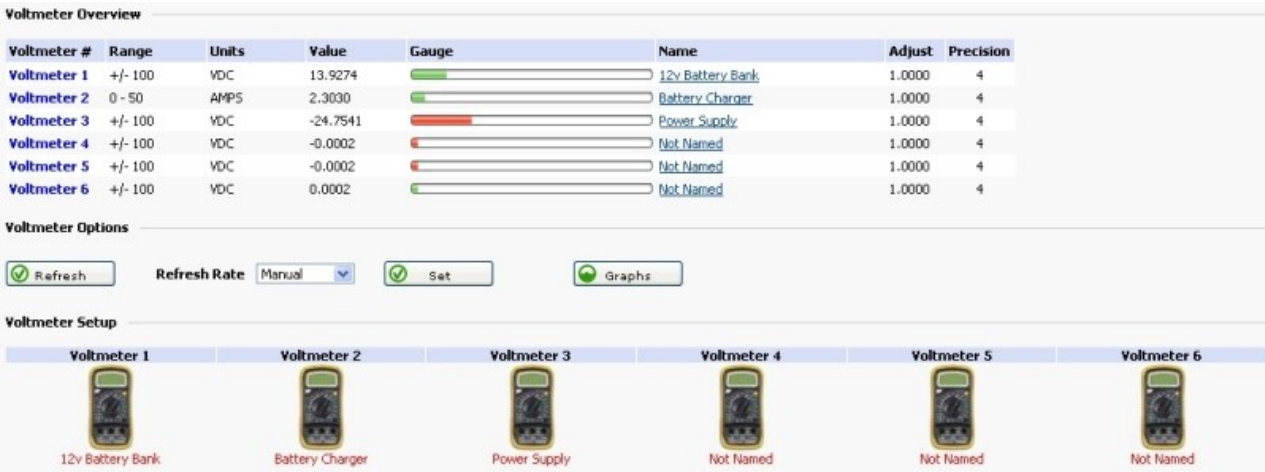 Voltmeter Overview
Voltmeter # Range Units Value Gauge Name Adjust Precision
Voltmeter 1 +/- 100 VDC 13.9274 12v Battery Bank 1.0000 4
Voltmeter 2 0 - 50 AMPS 2.3030 Battery Charger 1.0000 4
Voltmeter 3 +/- 100 VDC -24.7541 Power Supply 1.0000 4
Voltmeter 4 +/- 100 VDC -0.0002 Not Named 1.0000 4
Voltmeter 5 +/- 100 VDC -0.0002 Not Named 1.0000 4
Voltmeter 6 +/- 100 VDC 0.0002 Not Named 1.0000 4
Voltmeter Options
Refresh Refresh Rate Manual Set Graphs
Voltmeter Setup
Voltmeter 1 Voltmeter 2 Voltmeter 3 Voltmeter 4 Voltmeter 5 Voltmeter 6
12v Battery Bank Battery Charger Power Supply Not Named Not Named Not Named